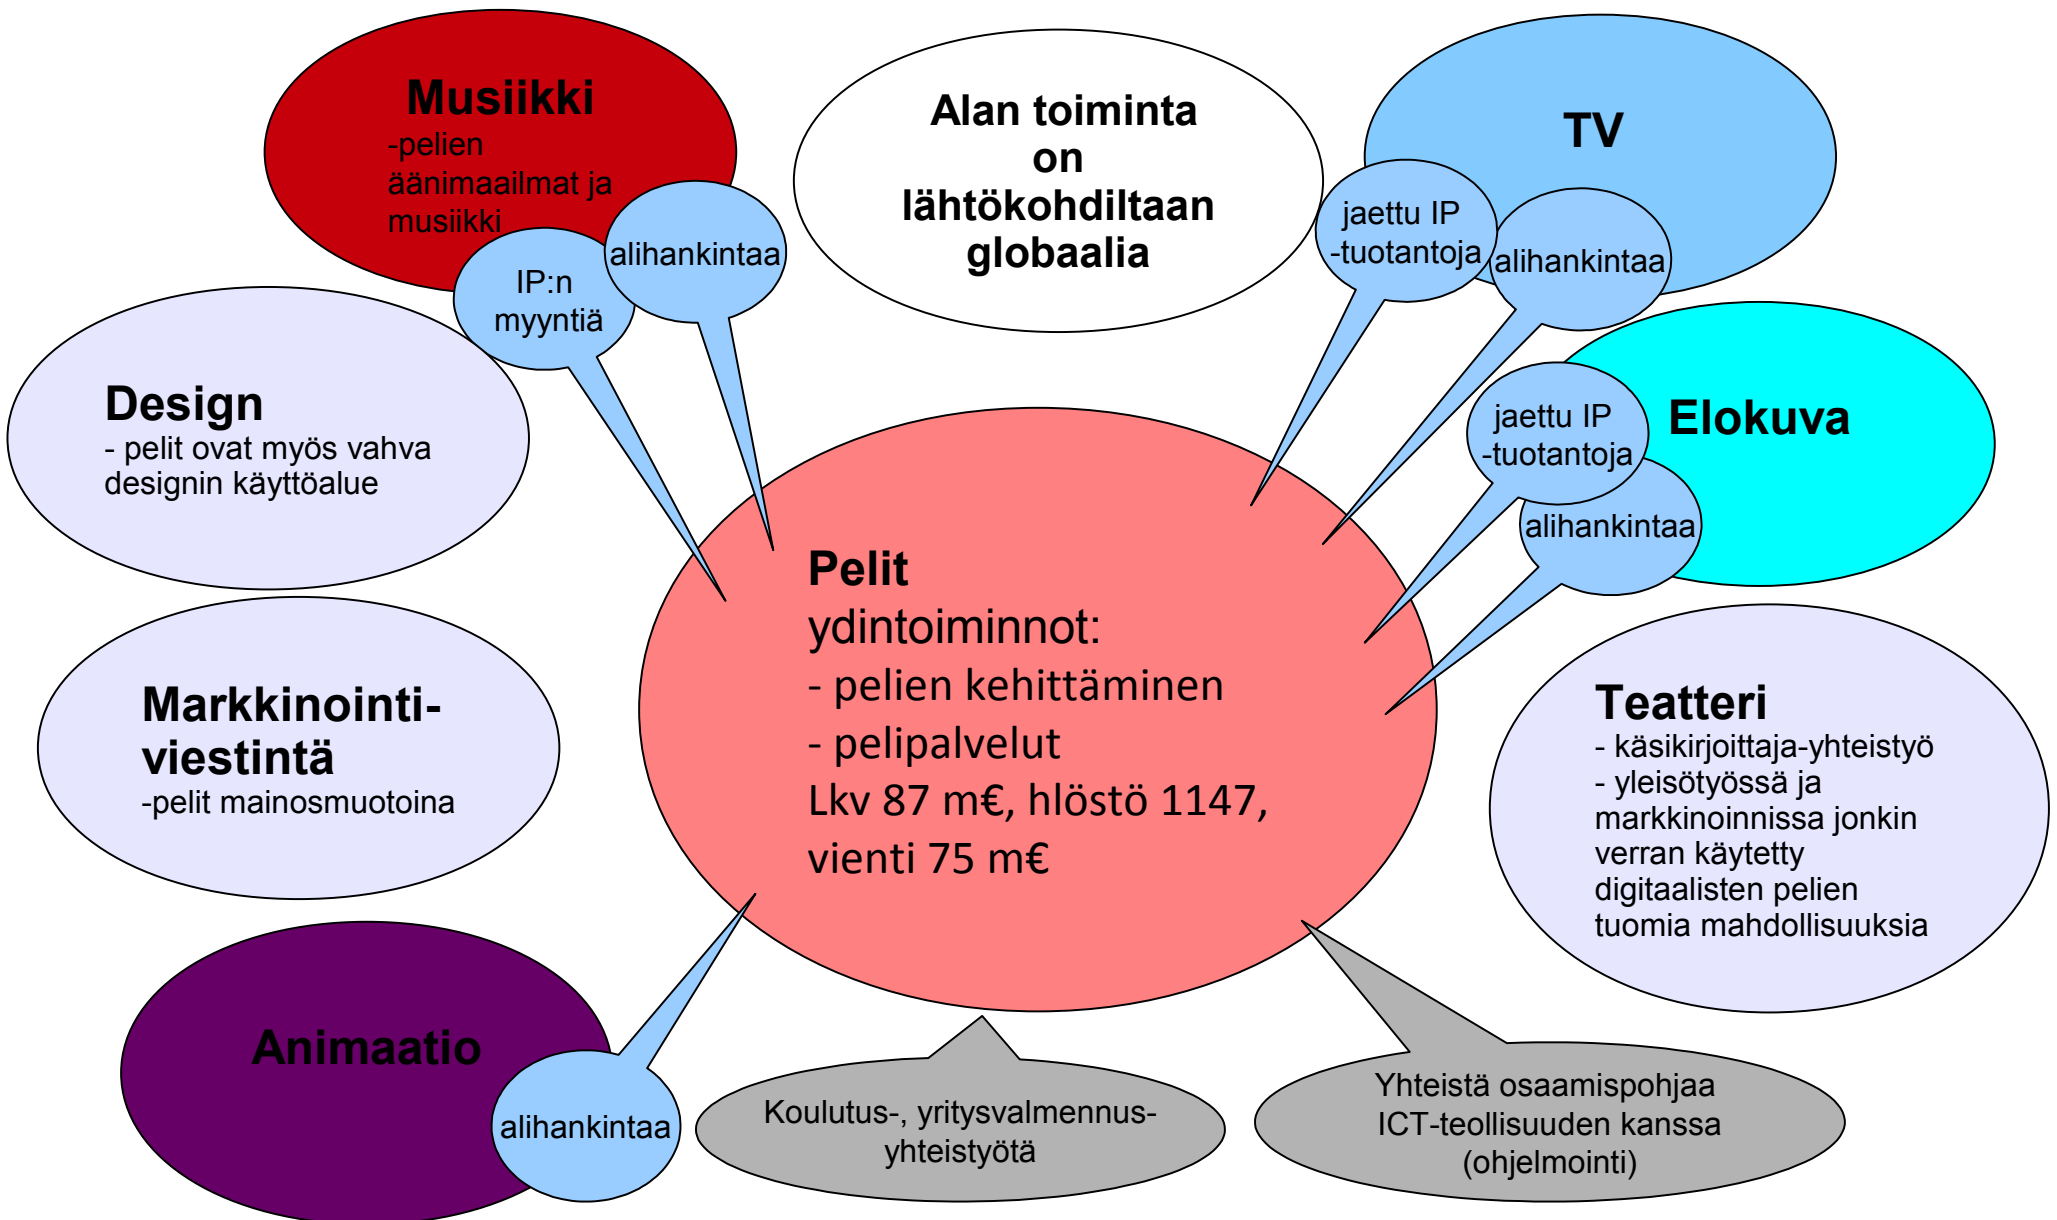 Musiikki
-pelien
äänimaailmat ja
musiikki
IP:n
myyntiä
alihankintaa
Alan toiminta
on
lähtökohdiltaan
globaalia
TV
jaettu IP
-tuotantoja
alihankintaa
Elokuva
jaettu IP
-tuotantoja
alihankintaa
Design
- pelit ovat myös vahva
designin käyttöalue
Pelit
ydintoiminnot:
- pelien kehittäminen
- pelipalvelut
Lkv 87 m€, hlöstö 1147,
vienti 75 m€
Markkinointi-
viestintä
-pelit mainosmuotoina
Teatteri
- käsikirjoittaja-yhteistyö
- yleisötyössä ja
markkinoinnissa jonkin
verran käytetty
digitaalisten pelien
tuomia mahdollisuuksia
Animaatio
alihankintaa
Koulutus-, yritysvalmennus-
yhteistyötä
Yhteistä osaamispohjaa
ICT-teollisuuden kanssa
(ohjelmointi)